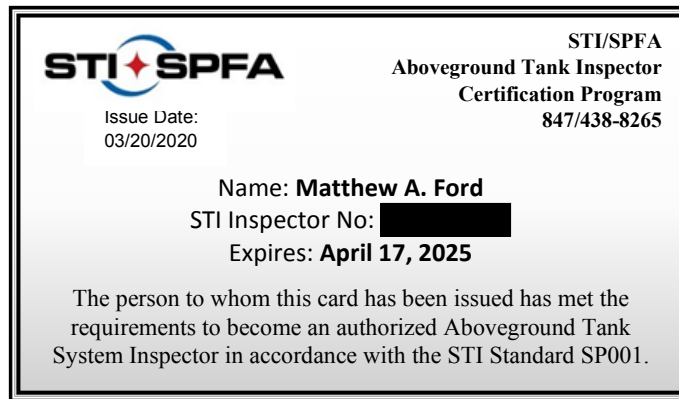 STI SPFA
STI/SPFA
Aboveground Tank Inspector
Certification Program
847/438-8265
Issue Date:
03/20/2020
Name: Matthew A. Ford
STI Inspector No:
Expires: April 17, 2025
The person to whom this card has been issued has met the
requirements to become an authorized Aboveground Tank
System Inspector in accordance with the STI Standard SP001.